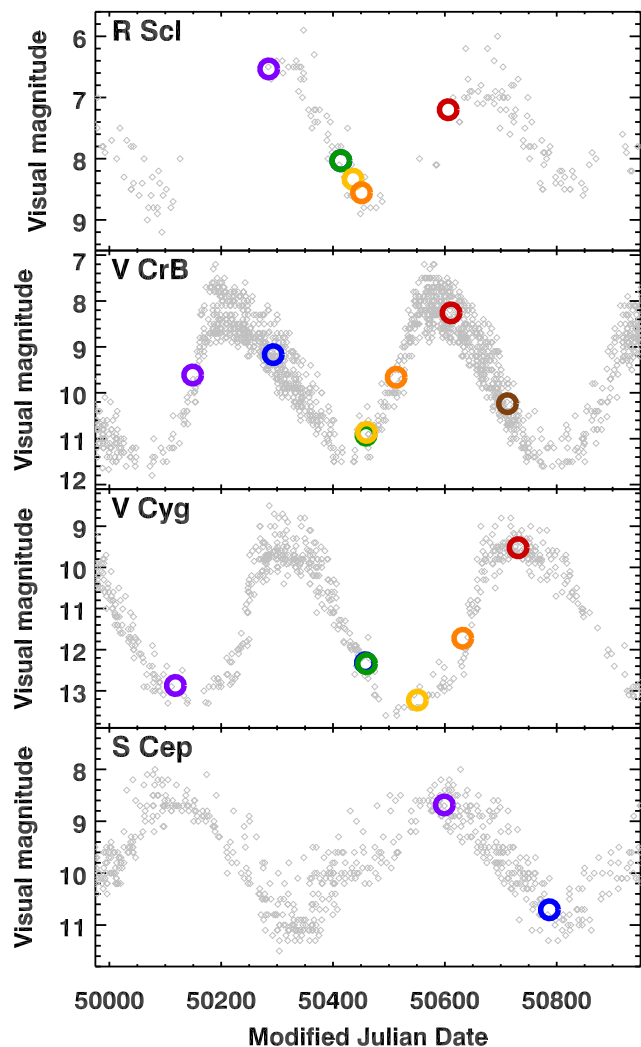 R Scl
6
7
8
9
Visual magnitude
V CrB
7
8
9
10
11
12
Visual magnitude
V Cyg
9
10
11
12
13
Visual magnitude
S Cep
8
9
10
11
Visual magnitude
50000 50200 50400 50600 50800
Modified Julian Date